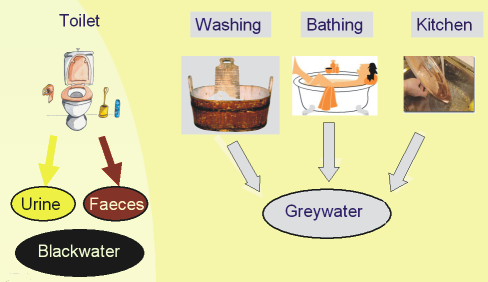 Toilet
Washing
Bathing
Kitchen
Urine
Faeces
Greywater
Blackwater